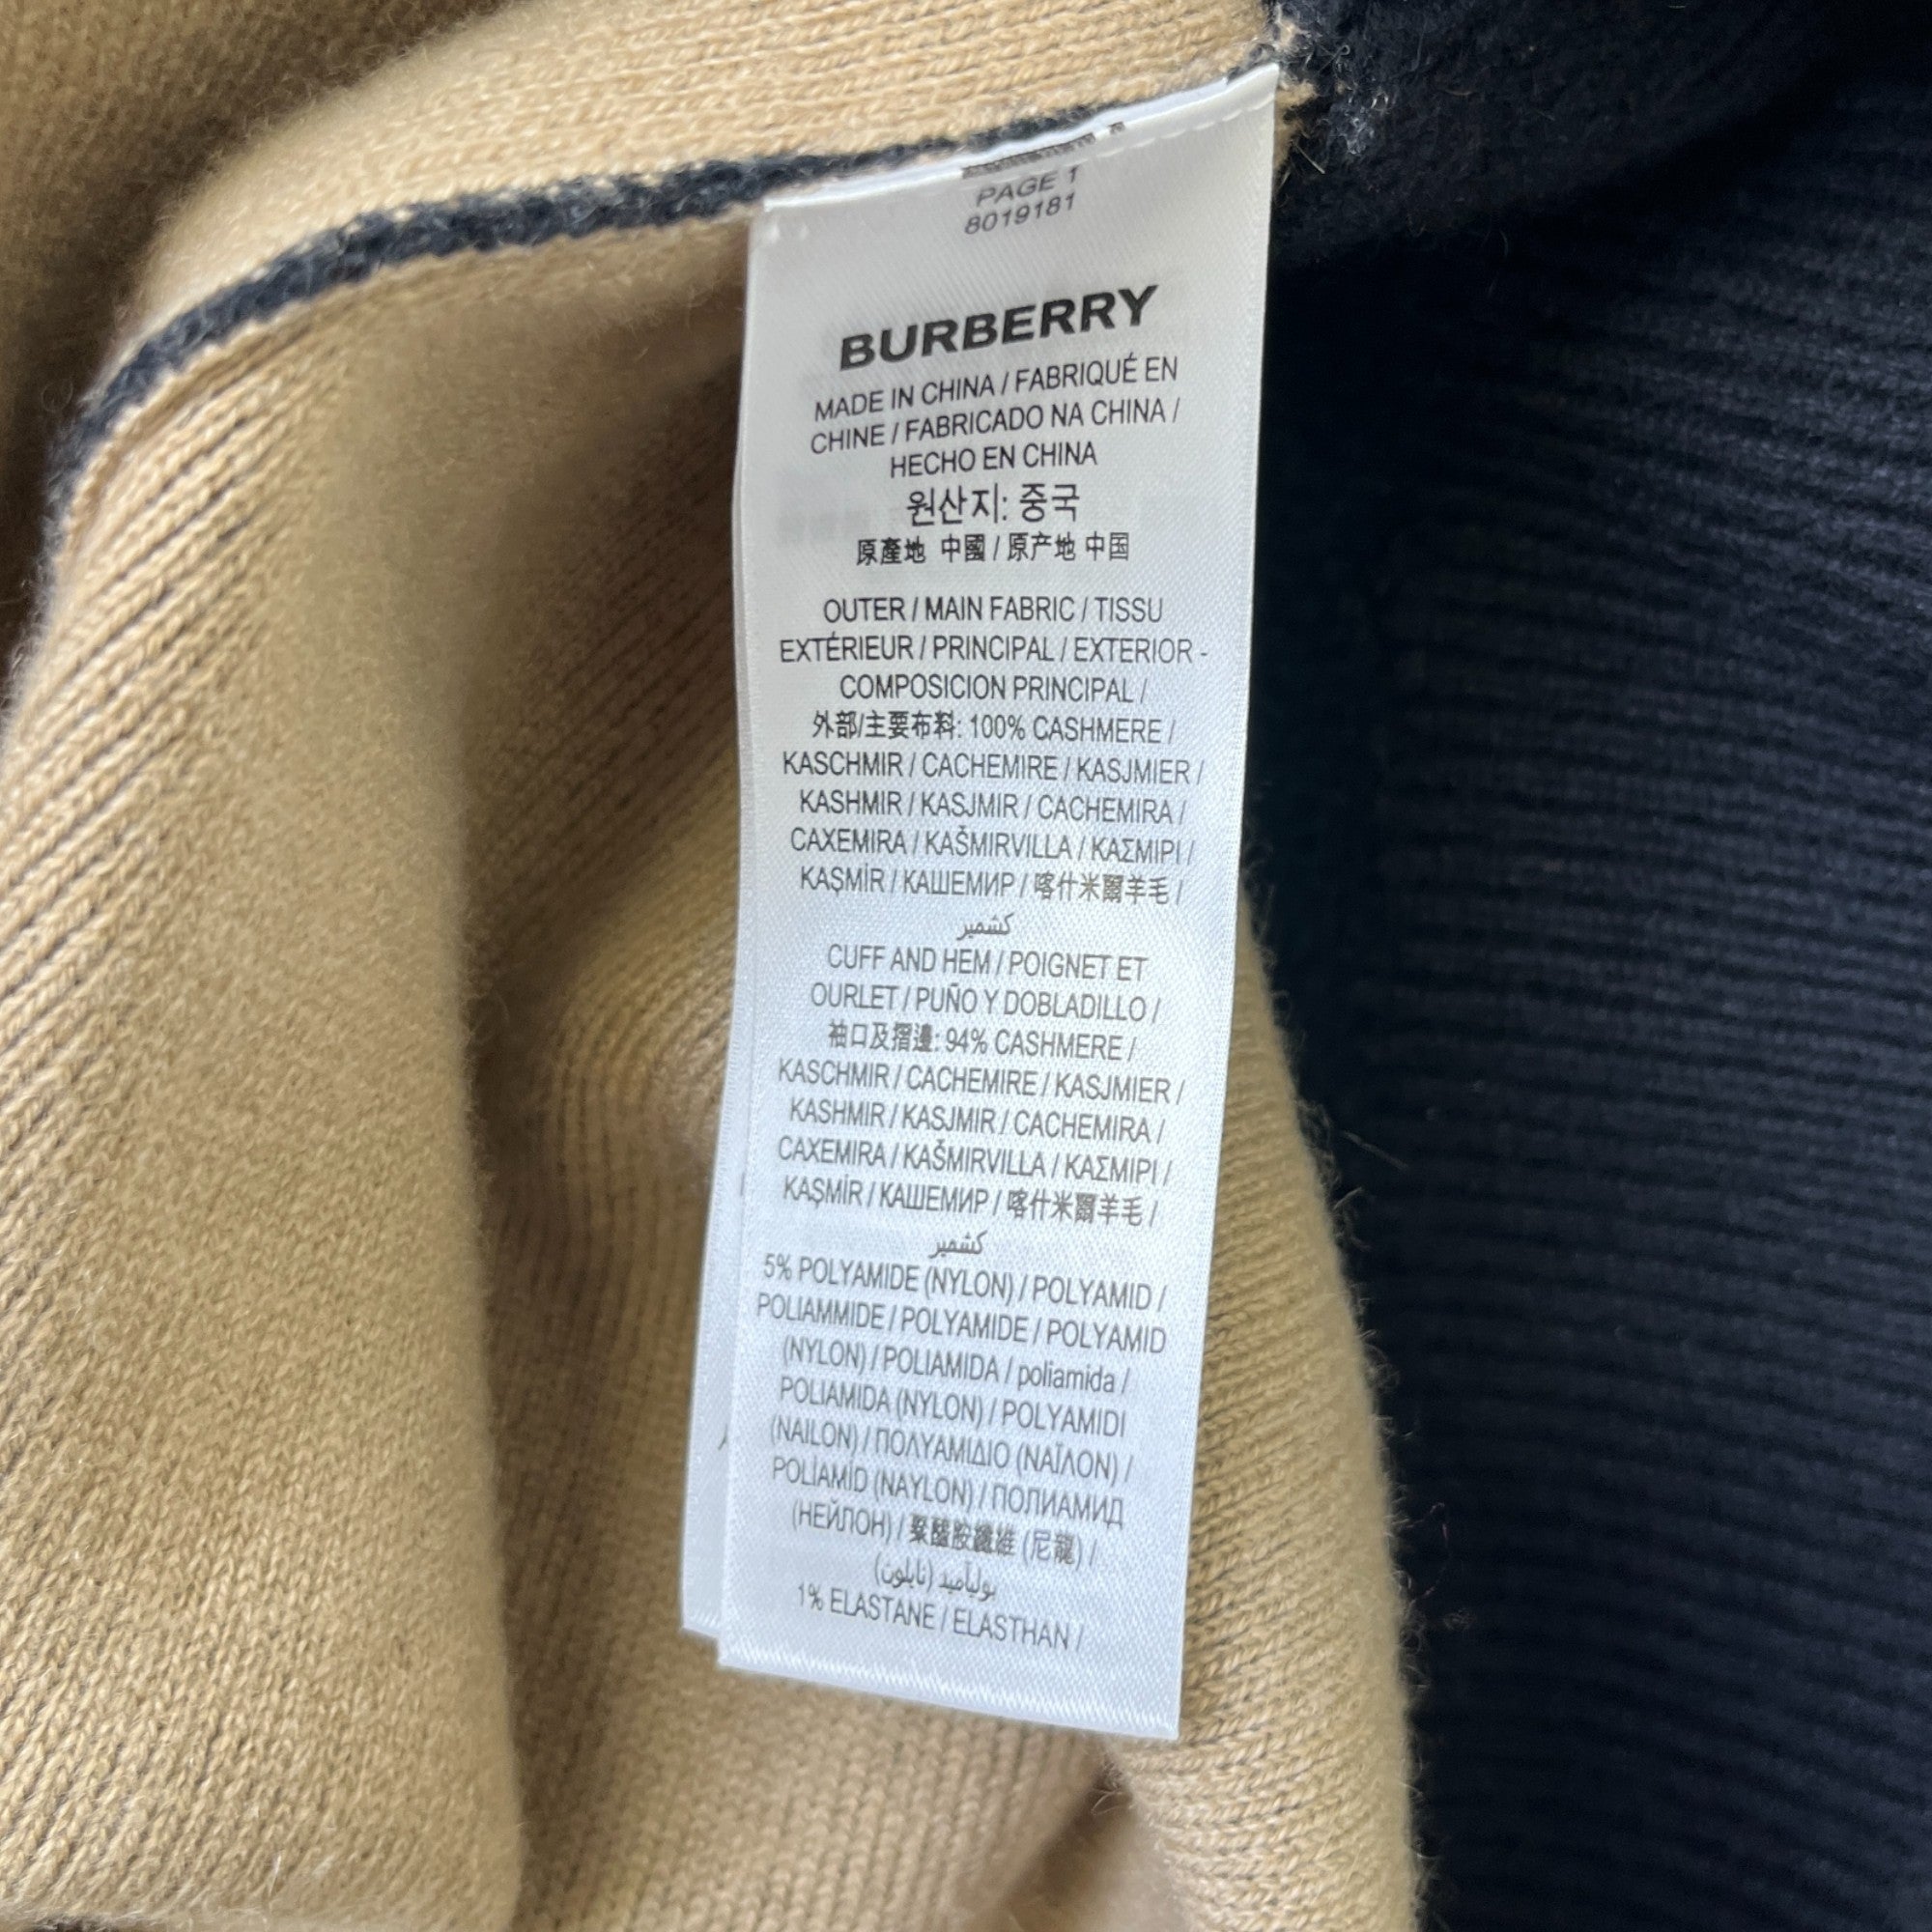 PAGE 1
8019181
BURBERRY
MADE IN CHINA / FABRIQUÉ EN
CHINE / FABRICADO NA CHINA /
HECHO EN CHINA
원산지: 중국
原產地 中國 / 原产地 中国
OUTER / MAIN FABRIC / TISSU
EXTÉRIEUR / PRINCIPAL / EXTERIOR -
COMPOSICION PRINCIPAL /
外部/主要布料: 100% CASHMERE /
KASCHMIR / CACHEMIRE / KASJMIER /
KASHMIR / KASJMIR / CACHEMIRA /
CAXEMIRA / KAŠMIRVILLA / ΚΑΣΜΙΡΙ /
KAŞMİR / КАШЕМИР / 喀什米爾羊毛 /
كشمير
CUFF AND HEM / POIGNET ET
OURLET / PUÑO Y DOBLADILLO /
袖口及摺邊: 94% CASHMERE /
KASCHMIR / CACHEMIRE / KASJMIER /
KASHMIR / KASJMIR / CACHEMIRA /
CAXEMIRA / KAŠMIRVILLA / ΚΑΣΜΙΡΙ /
KAŞMİR / КАШЕМИР / 喀什米爾羊毛 /
كشمير
5% POLYAMIDE (NYLON) / POLYAMID /
POLIAMMIDE / POLYAMIDE / POLYAMID
(NYLON) / POLIAMIDA / poliamida /
POLIAMIDA (NYLON) / POLYAMIDI
(NAILON) / ΠΟΛΥΑΜΙΔΙΟ (ΝΑΪΛΟΝ) /
POLİAMİD (NAYLON) / ПОЛИАМИД
(НЕЙЛОН) / 聚醯胺纖維 (尼龍) /
بوليآميد (نايلون)
1% ELASTANE / ELASTHAN /